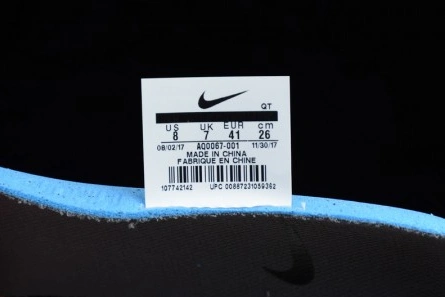 QT
US UK EUR cm
8 7 41 26
08/02/17 AQ0067-001 11/30/17
MADE IN CHINA
FABRIQUE EN CHINE
107742142 UPC 00887231059362